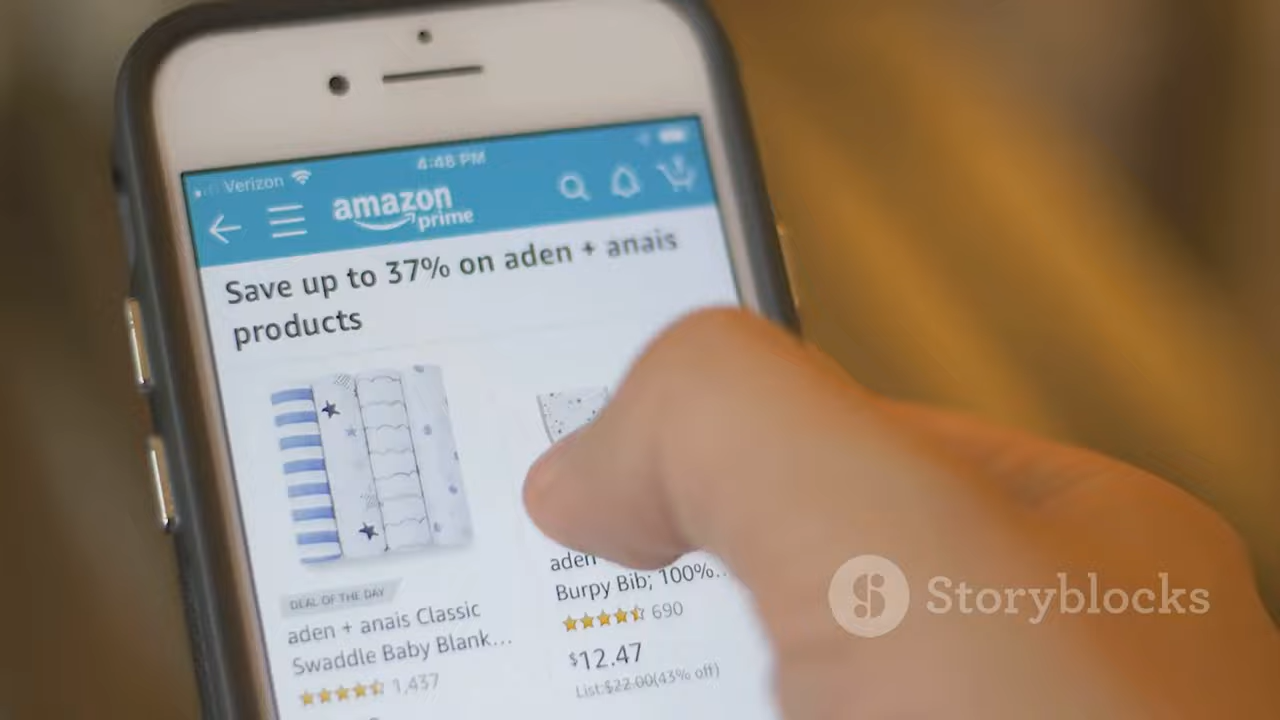 4:48 PM
Verizon
amazon
prime
Save up to 37% on aden + anais
products
DEAL OF THE DAY
aden + anais Classic
Swaddle Baby Blank...
1,437
aden
Burpy Bib; 100%...
690
$12.47
List:$22.00(43% off)
Storyblocks